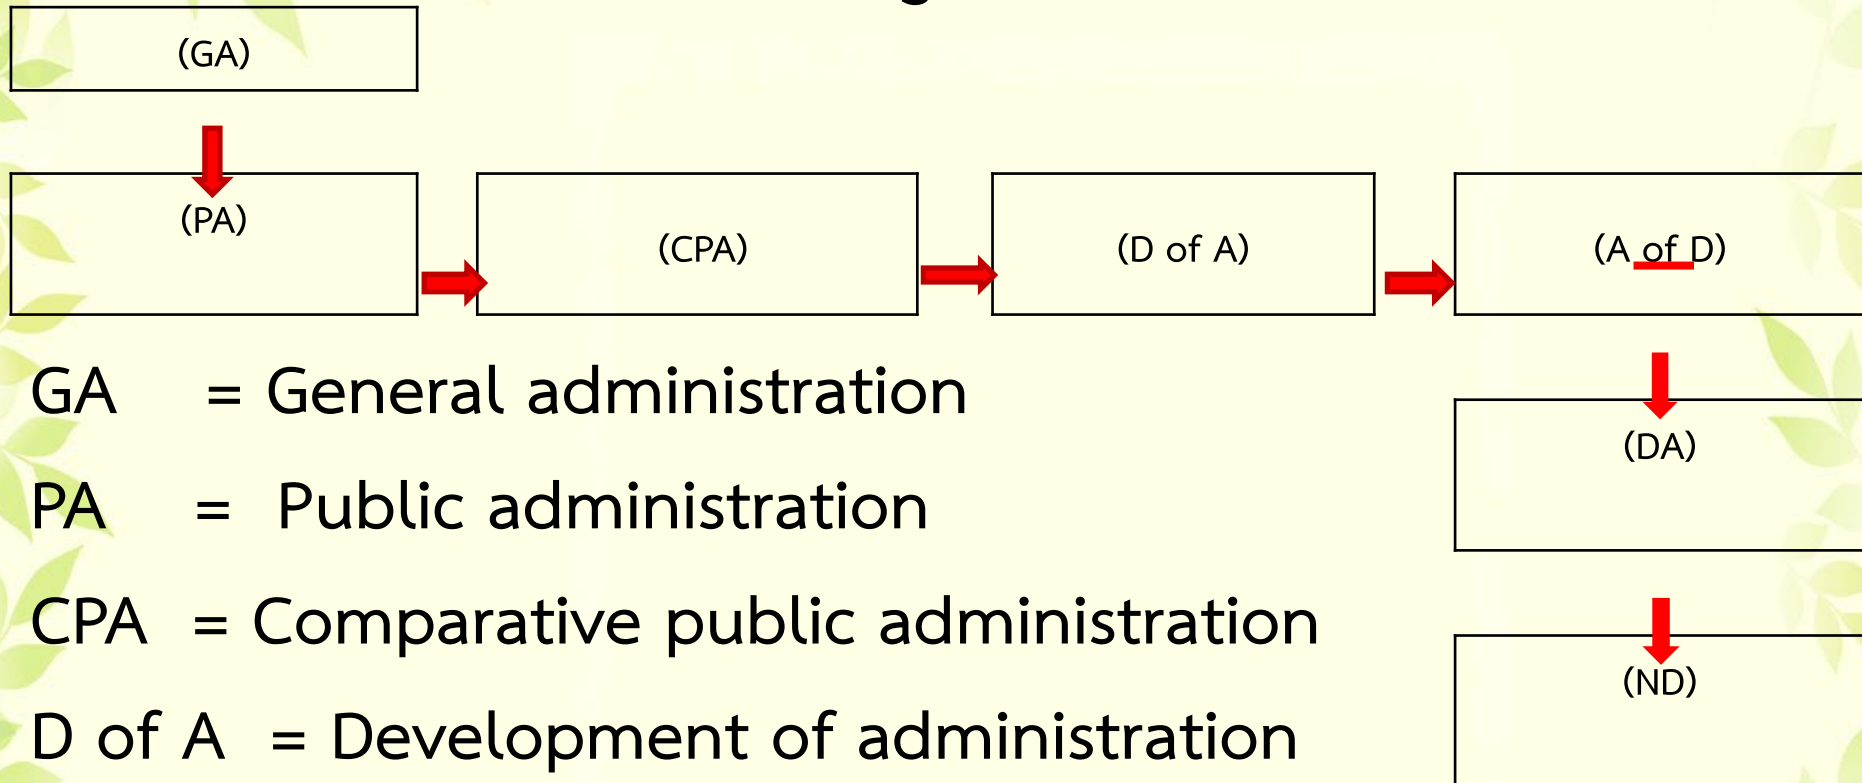 (GA)
(PA)
(CPA)
(D of A)
(A of D)
(DA)
(ND)
GA = General administration
PA = Public administration
CPA = Comparative public administration
D of A = Development of administration